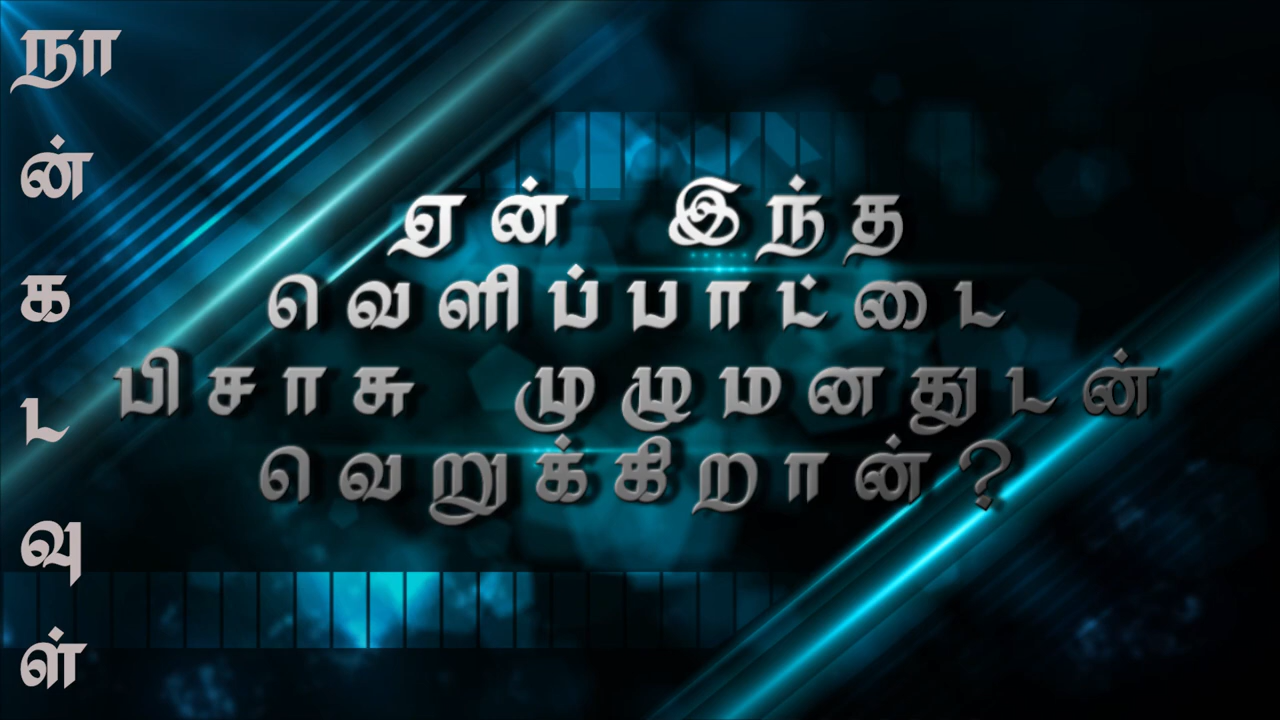 நான் கடவுள்
ஏன் இந்த
வெளிப்பாட்டை
பிசாசு முழுமனதுடன்
வெறுக்கிறான்?